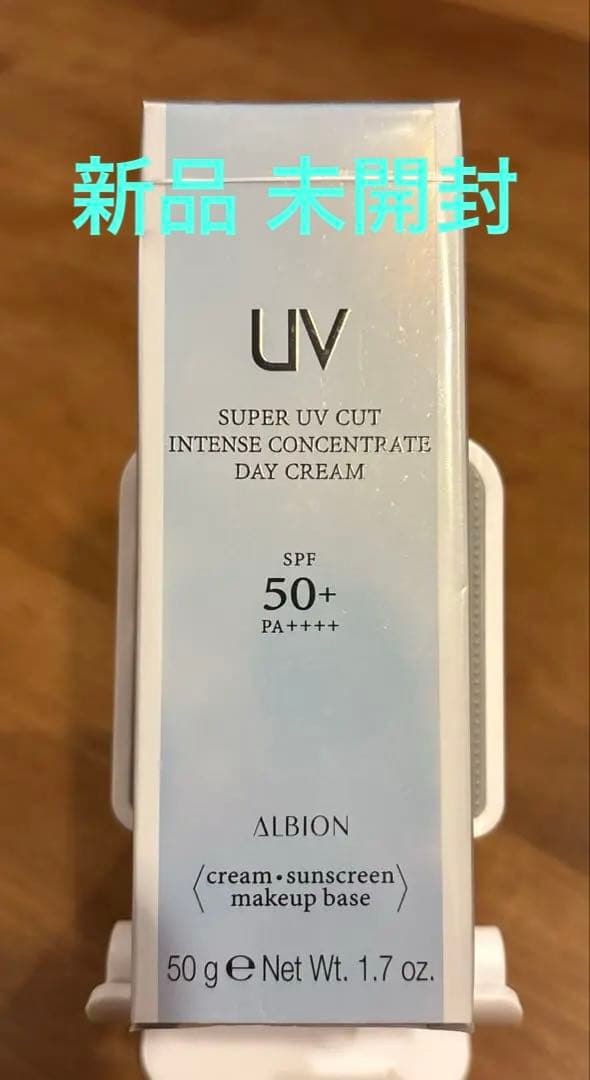 新品 未開封
UV
SUPER UV CUT
INTENSE CONCENTRATE
DAY CREAM
SPF
50+
PA++++
ALBION
〈cream・sunscreen
makeup base〉
50 g ℮ Net Wt. 1.7 oz.